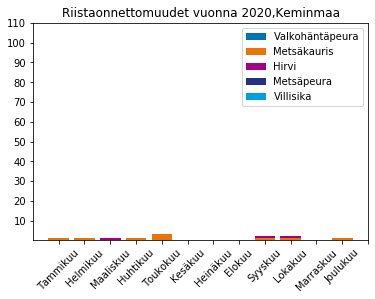 Riistaonnettomuudet vuonna 2020,Keminmaa
110
100
90
80
70
60
50
40
30
20
10
Valkohäntäpeura
Metsäkauris
Hirvi
Metsäpeura
Villisika
Tammikuu
Helmikuu
Maaliskuu
Huhtikuu
Toukokuu
Kesäkuu
Heinäkuu
Elokuu
Syyskuu
Lokakuu
Marraskuu
Joulukuu